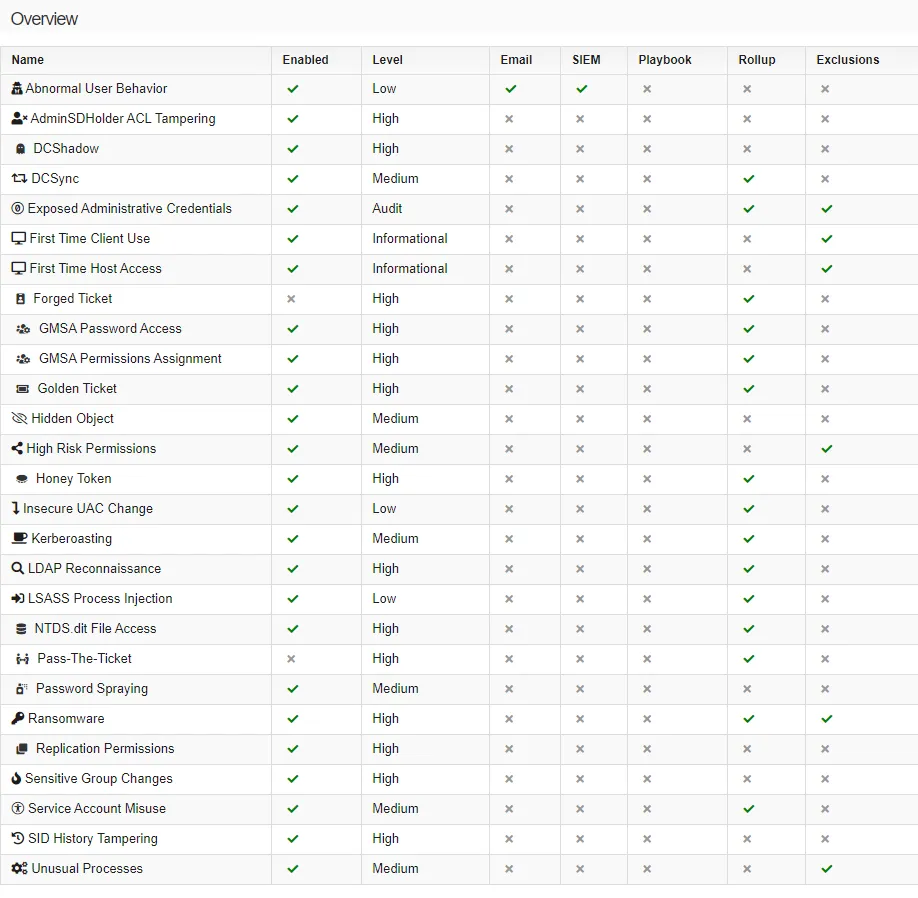 Overview
Name Enabled Level Email SIEM Playbook Rollup Exclusions
Abnormal User Behavior Low
AdminSDHolder ACL Tampering High
DCShadow High
DCSync Medium
Exposed Administrative Credentials Audit
First Time Client Use Informational
First Time Host Access Informational
Forged Ticket High
GMSA Password Access High
GMSA Permissions Assignment High
Golden Ticket High
Hidden Object Medium
High Risk Permissions Medium
Honey Token High
Insecure UAC Change Low
Kerberoasting Medium
LDAP Reconnaissance High
LSASS Process Injection Low
NTDS.dit File Access High
Pass-The-Ticket High
Password Spraying Medium
Ransomware High
Replication Permissions High
Sensitive Group Changes High
Service Account Misuse Medium
SID History Tampering High
Unusual Processes Medium